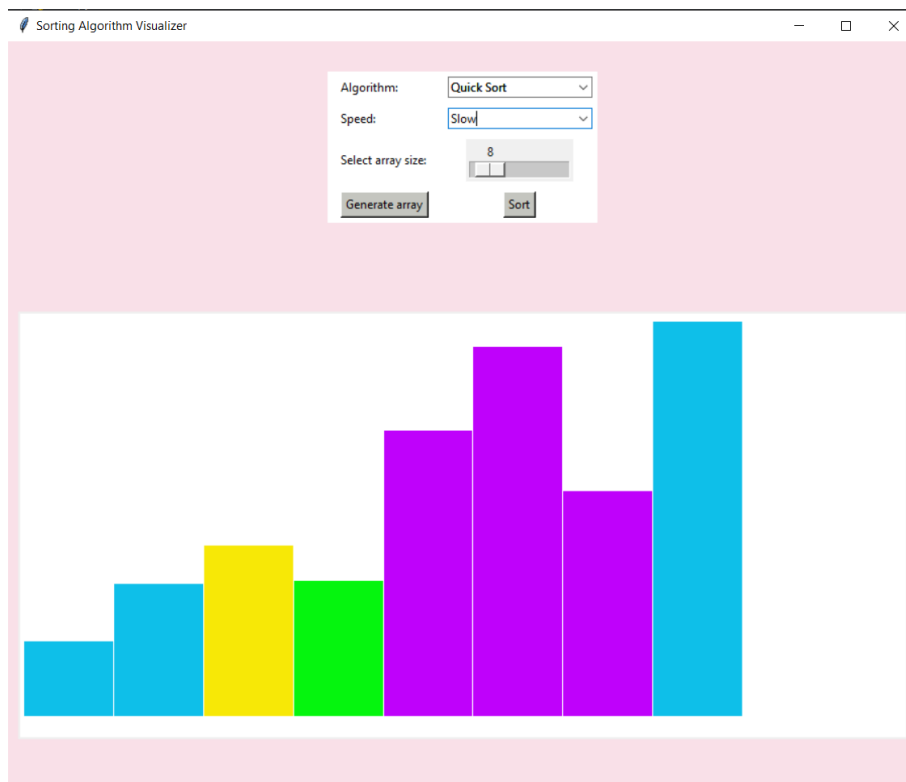 Sorting Algorithm Visualizer
Algorithm: Quick Sort
Speed: Slow
8
Select array size:
Generate array Sort